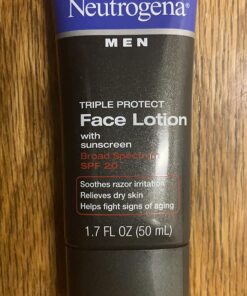 Neutrogena®
MEN
TRIPLE PROTECT
Face Lotion
with
sunscreen
Broad Spectrum
SPF 20
Soothes razor irritation
Relieves dry skin
Helps fight signs of aging
1.7 FL OZ (50 mL)